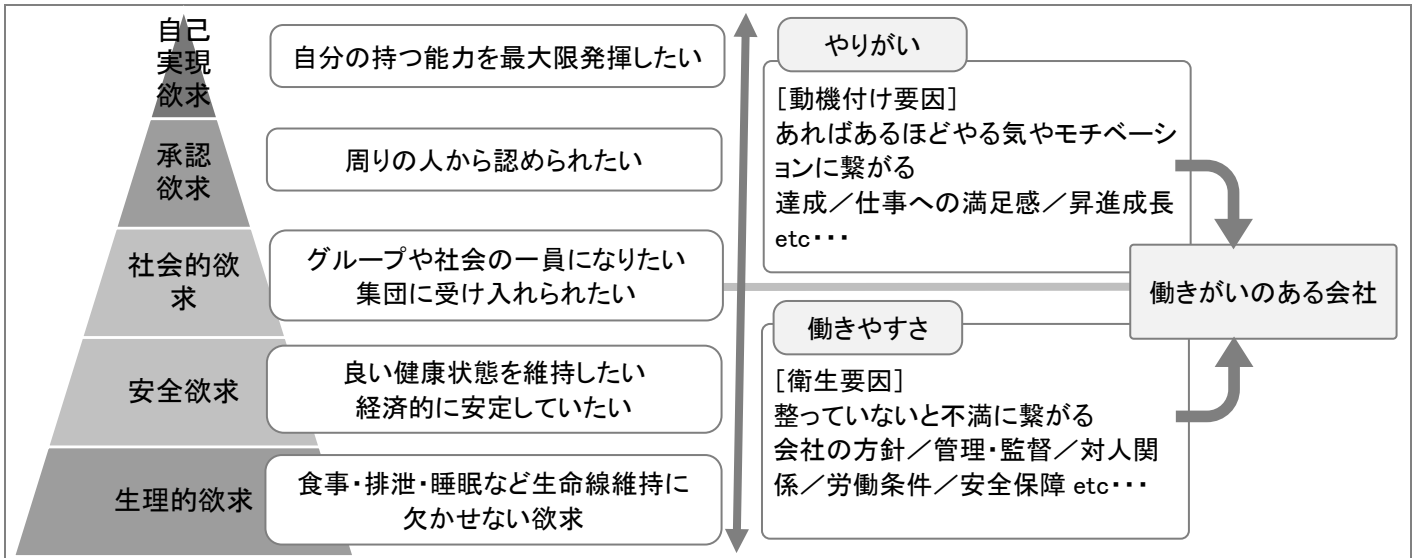 自己
実現
欲求
自分の持つ能力を最大限発揮したい
承認
欲求
周りの人から認められたい
社会的欲
求
グループや社会の一員になりたい
集団に受け入れられたい
安全欲求
良い健康状態を維持したい
経済的に安定していたい
生理的欲求
食事・排泄・睡眠など生命線維持に
欠かせない欲求
やりがい
［動機付け要因］
あればあるほどやる気やモチベーシ
ョンに繋がる
達成／仕事への満足感／昇進成長
etc・・・
働きやすさ
［衛生要因］
整っていないと不満に繋がる
会社の方針／管理・監督／対人関
係／労働条件／安全保障 etc・・・
働きがいのある会社